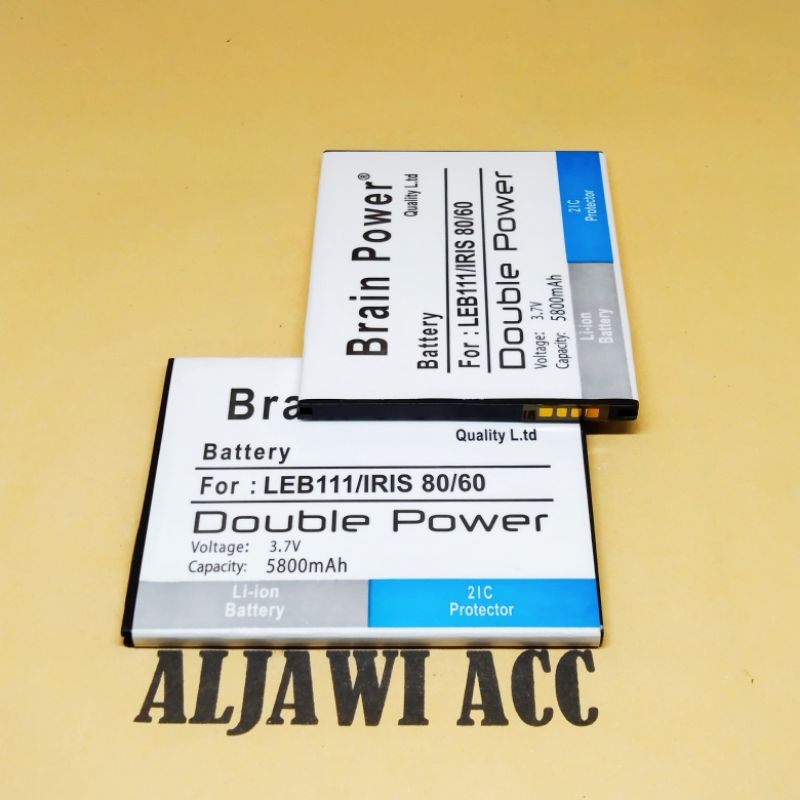 Brain Power®
Quality L.td
Battery
For : LEB111/IRIS 80/60
Double Power
Voltage: 3.7V
Capacity: 5800mAh
2IC
Protector
Li-ion
Battery
Bra
Quality L.td
Battery
For : LEB111/IRIS 80/60
Double Power
Voltage: 3.7V
Capacity: 5800mAh
Li-ion
Battery
2IC
Protector
ALJAWI ACC